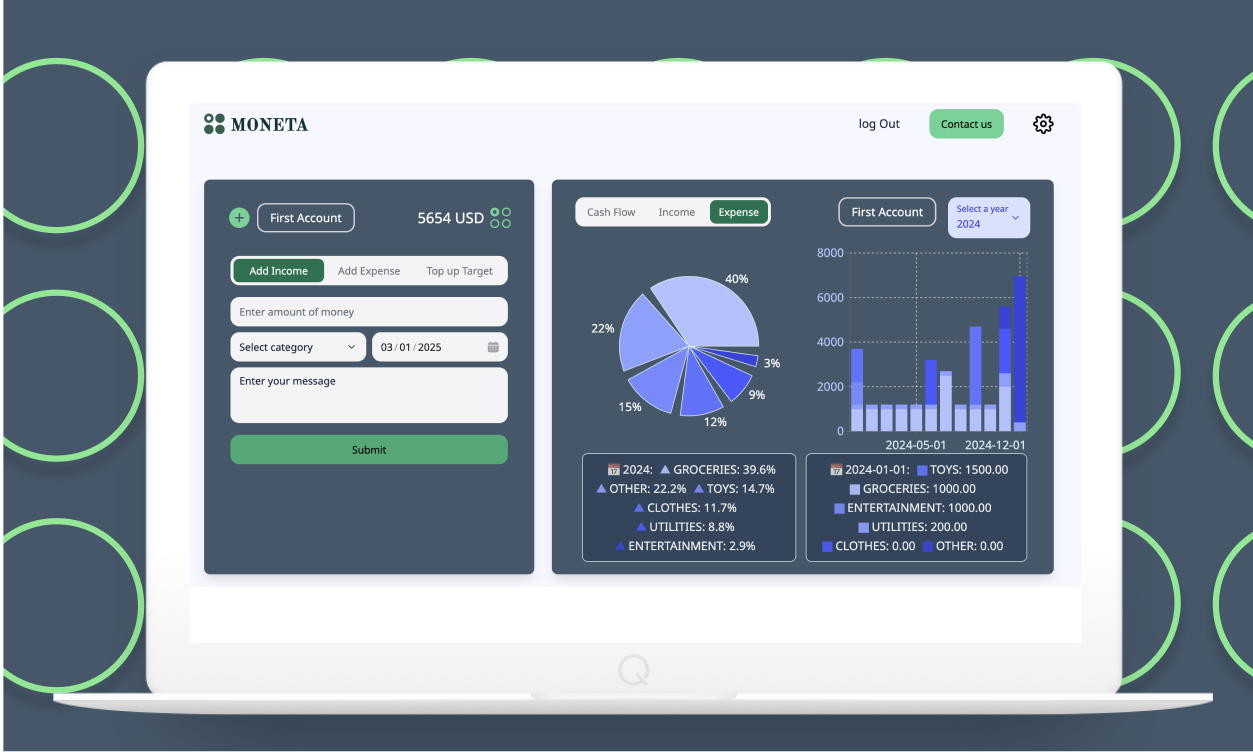 MONETA
log Out
Contact us
First Account
5654 USD
Add Income
Add Expense
Top up Target
Enter amount of money
Select category
03/01/2025
Enter your message
Submit
Cash Flow
Income
Expense
First Account
Select a year
2024
40%
22%
15%
12%
9%
3%
8000
6000
4000
2000
0
2024-05-01
2024-12-01
2024: GROCERIES: 39.6%
OTHER: 22.2% TOYS: 14.7%
CLOTHES: 11.7%
UTILITIES: 8.8%
ENTERTAINMENT: 2.9%
2024-01-01: TOYS: 1500.00
GROCERIES: 1000.00
ENTERTAINMENT: 1000.00
UTILITIES: 200.00
CLOTHES: 0.00 OTHER: 0.00